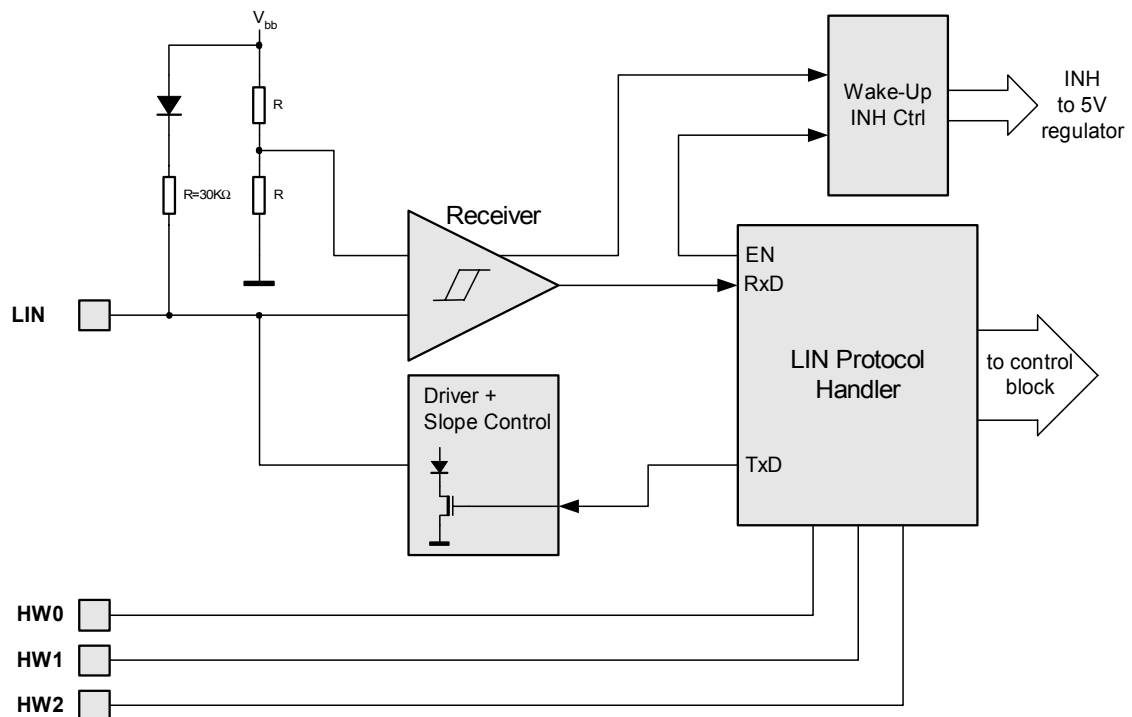 Vbb
R
R=30KΩ
R
Receiver
Wake-Up
INH Ctrl
INH
to 5V
regulator
LIN
EN
RxD
LIN Protocol
Handler
to control
block
Driver +
Slope Control
TxD
HW0
HW1
HW2